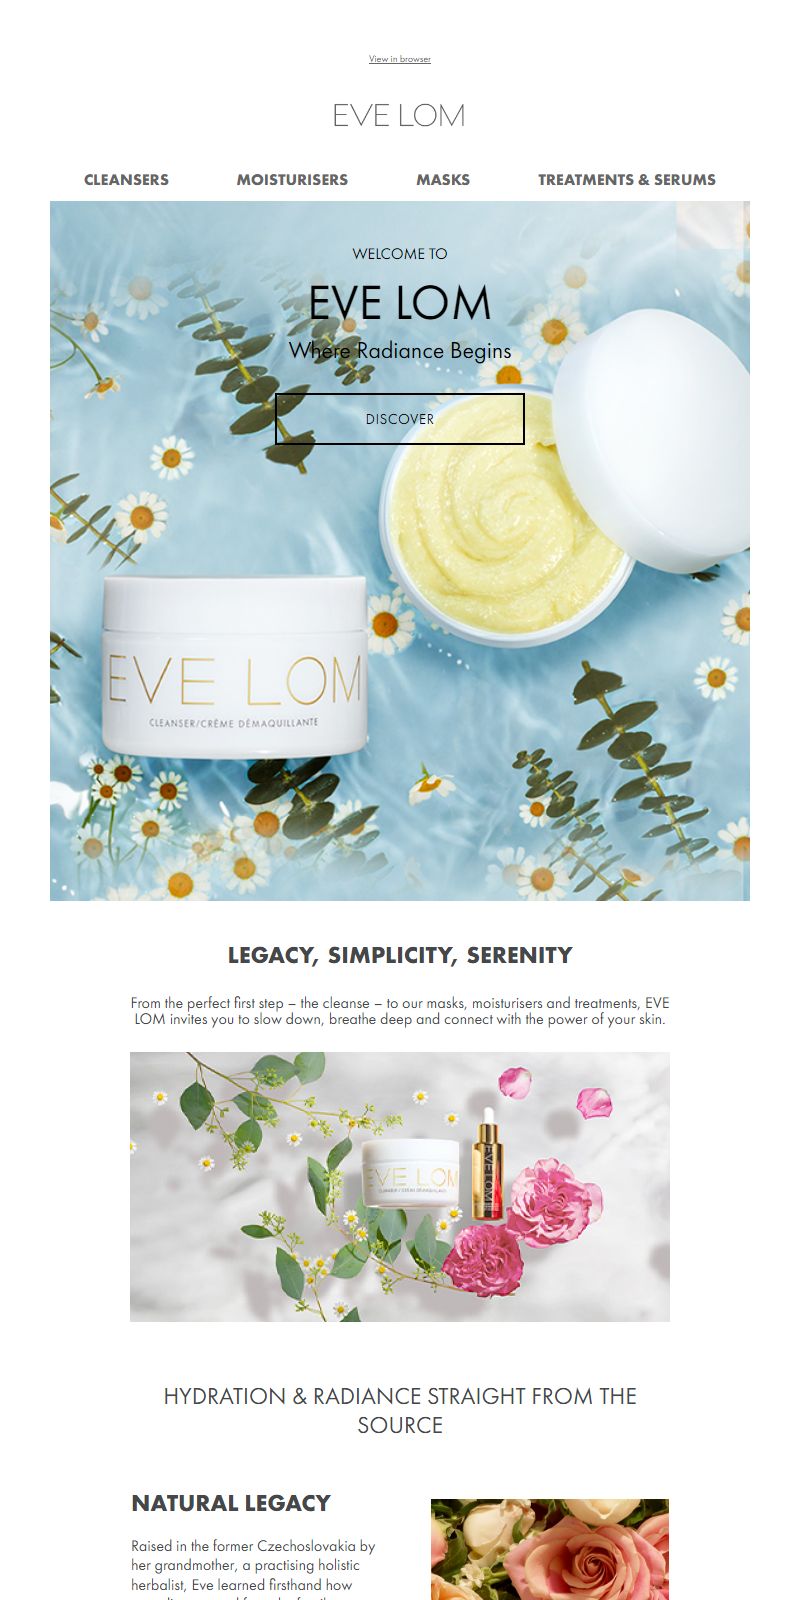 View in browser
EVE LOM
CLEANSERS MOISTURISERS MASKS TREATMENTS & SERUMS
WELCOME TO
EVE LOM
Where Radiance Begins
DISCOVER
EVE LOM
CLEANSER/CRÈME DÉMAQUILLANTE
LEGACY, SIMPLICITY, SERENITY
From the perfect first step – the cleanse – to our masks, moisturisers and treatments, EVE
LOM invites you to slow down, breathe deep and connect with the power of your skin.
EVE LOM
CLEANSER/CRÈME DÉMAQUILLANTE
EVE LOM
HYDRATION & RADIANCE STRAIGHT FROM THE
SOURCE
NATURAL LEGACY
Raised in the former Czechoslovakia by
her grandmother, a practising holistic
herbalist, Eve learned firsthand how